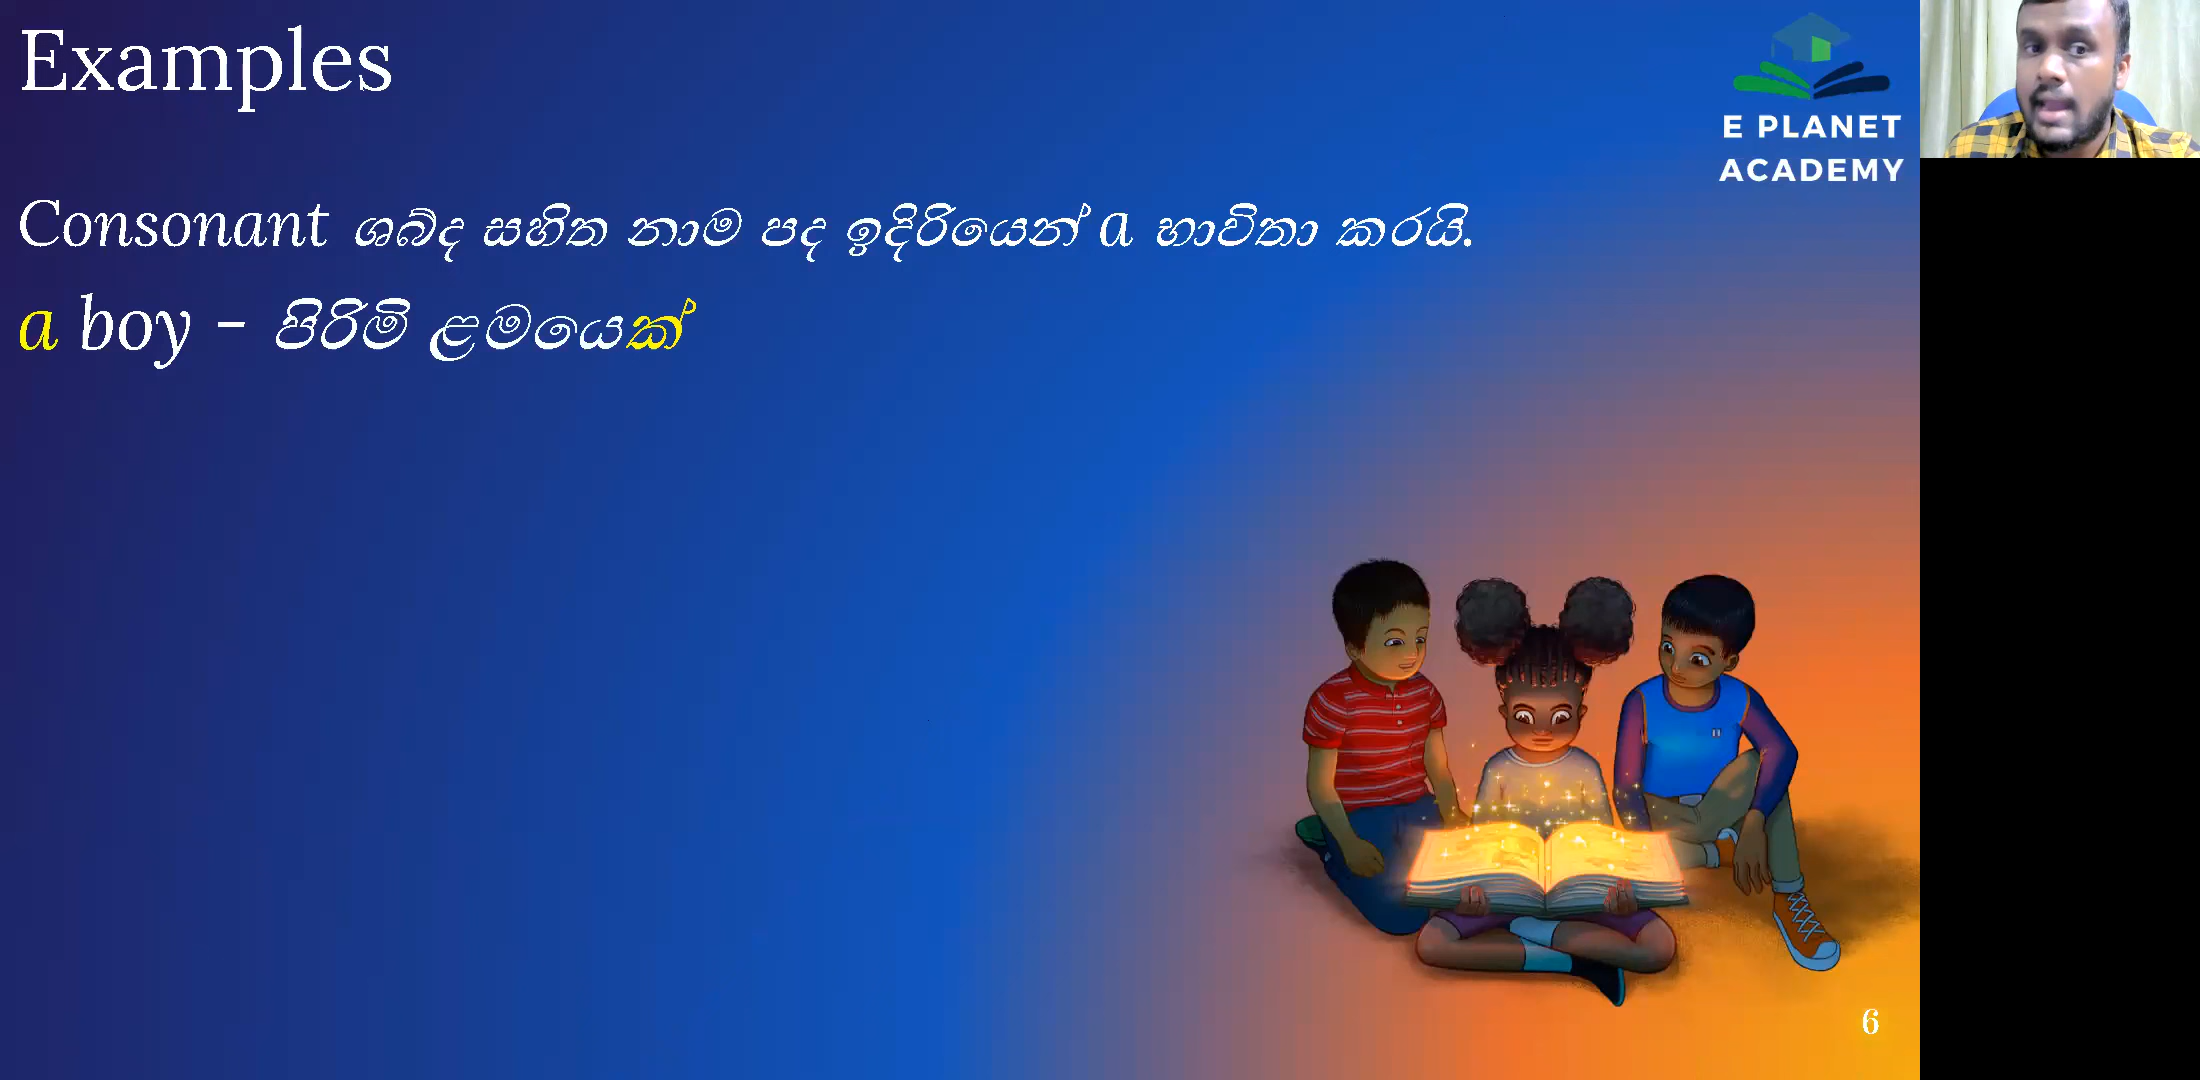 Examples
E PLANET
ACADEMY
Consonant ශබ්ද සහිත නාම පද ඉදිරියෙන් a භාවිතා කරයි.
a boy - පිරිමි ළමයෙක්
6